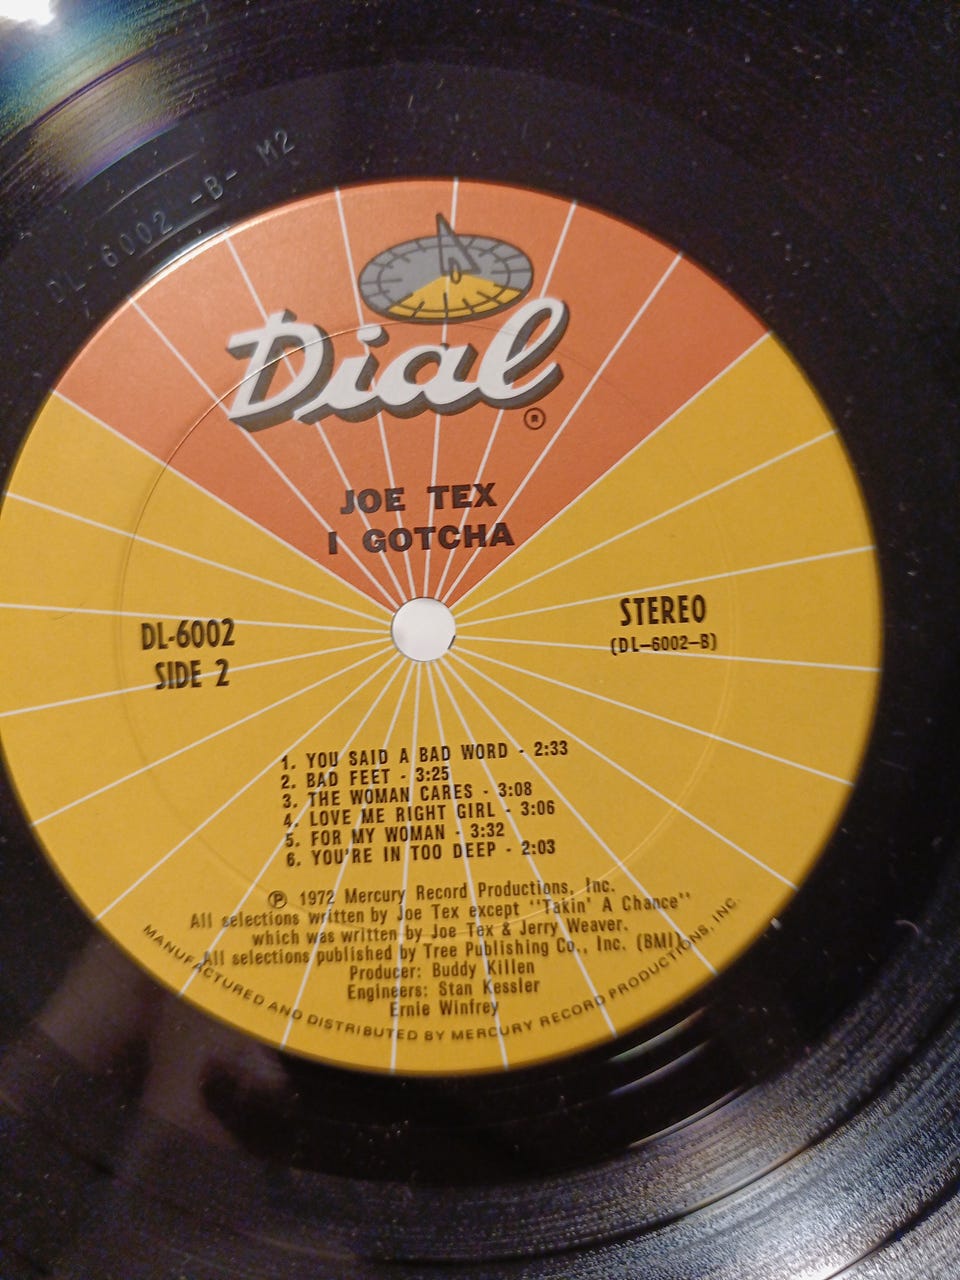 DL-6002 -B- M2
Dial
®
JOE TEX
I GOTCHA
DL-6002
SIDE 2
STEREO
(DL-6002-B)
1. YOU SAID A BAD WORD - 2:33
2. BAD FEET - 3:25
3. THE WOMAN CARES - 3:08
4. LOVE ME RIGHT GIRL - 3:06
5. FOR MY WOMAN - 3:32
6. YOU'RE IN TOO DEEP - 2:03
℗ 1972 Mercury Record Productions, Inc.
All selections written by Joe Tex except "Takin' A Chance"
which was written by Joe Tex & Jerry Weaver.
All selections published by Tree Publishing Co., Inc. (BMI)
Producer: Buddy Killen
Engineers: Stan Kessler
Ernie Winfrey
MANUFACTURED AND DISTRIBUTED BY MERCURY RECORD PRODUCTIONS, INC.